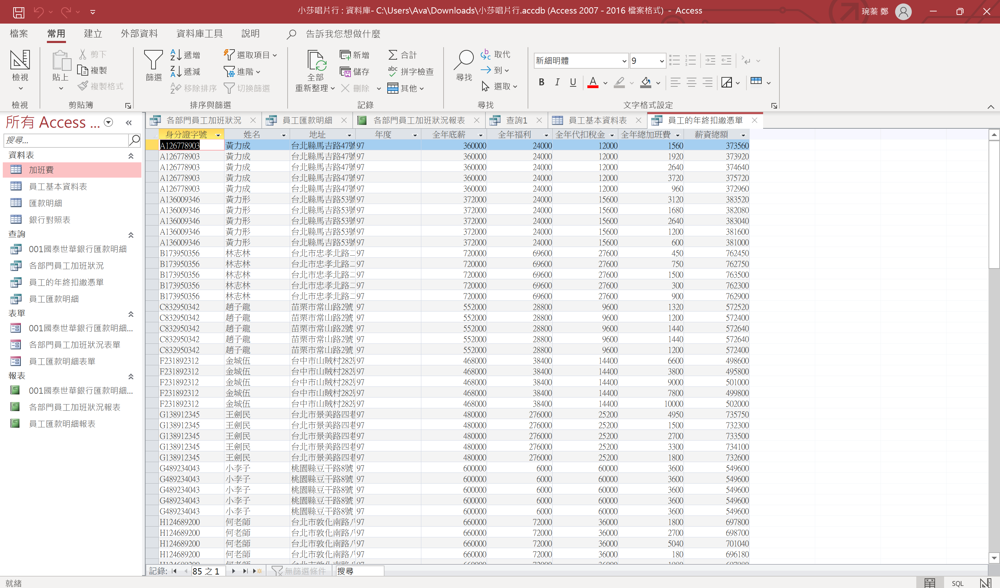 小莎唱片行 : 資料庫- C:\Users\Ava\Downloads\小莎唱片行.accdb (Access 2007 - 2016 檔案格式) - Access
琬蓁 鄭
檔案 常用 建立 外部資料 資料庫工具 說明 告訴我您想做什麼
檢視
檢視
貼上
剪下
複製
複製格式
剪貼簿
篩選
遞增
遞減
移除排序
選取項目
進階
切換篩選
排序與篩選
全部
重新整理
新增
儲存
刪除
合計
拼字檢查
其他
記錄
尋找
取代
到
選取
尋找
新細明體 9
B I U A
文字格式設定
所有 Access ...
搜尋...
資料表
加班費
員工基本資料表
匯款明細
銀行對照表
查詢
001國泰世華銀行匯款明細
各部門員工加班狀況
員工的年終扣繳憑單
員工匯款明細
表單
001國泰世華銀行匯款明細...
各部門員工加班狀況表單
員工匯款明細表單
報表
001國泰世華銀行匯款明細...
各部門員工加班狀況報表
員工匯款明細報表
各部門員工加班狀況 員工匯款明細 各部門員工加班狀況報表 查詢1 員工基本資料表 員工的年終扣繳憑單
身分證字號 姓名 地址 年度 全年底薪 全年福利 全年代扣稅金 全年總加班費 薪資總額
A126778903 黃力成 台北縣馬吉路47號 97 360000 24000 12000 1560 373560
A126778903 黃力成 台北縣馬吉路47號 97 360000 24000 12000 1920 373920
A126778903 黃力成 台北縣馬吉路47號 97 360000 24000 12000 2640 374640
A126778903 黃力成 台北縣馬吉路47號 97 360000 24000 12000 3720 375720
A126778903 黃力成 台北縣馬吉路47號 97 360000 24000 12000 960 372960
A136009346 黃力形 台北縣馬吉路53號 97 372000 24000 15600 3120 383520
A136009346 黃力形 台北縣馬吉路53號 97 372000 24000 15600 1680 382080
A136009346 黃力形 台北縣馬吉路53號 97 372000 24000 15600 2640 383040
A136009346 黃力形 台北縣馬吉路53號 97 372000 24000 15600 1200 381600
A136009346 黃力形 台北縣馬吉路53號 97 372000 24000 15600 600 381000
B173950356 林志林 台北市忠孝北路二 97 720000 69600 27600 450 762450
B173950356 林志林 台北市忠孝北路二 97 720000 69600 27600 750 762750
B173950356 林志林 台北市忠孝北路二 97 720000 69600 27600 1500 763500
B173950356 林志林 台北市忠孝北路二 97 720000 69600 27600 300 762300
B173950356 林志林 台北市忠孝北路二 97 720000 69600 27600 900 762900
C832950342 趙子龍 苗栗市常山路2號 97 552000 28800 9600 1320 572520
C832950342 趙子龍 苗栗市常山路2號 97 552000 28800 9600 1200 572400
C832950342 趙子龍 苗栗市常山路2號 97 552000 28800 9600 1440 572640
C832950342 趙子龍 苗栗市常山路2號 97 552000 28800 9600 1440 572640
C832950342 趙子龍 苗栗市常山路2號 97 552000 28800 9600 1200 572400
F231892312 金城伍 台中市山賊村282號 97 468000 38400 14400 6600 498600
F231892312 金城伍 台中市山賊村282號 97 468000 38400 14400 3800 495800
F231892312 金城伍 台中市山賊村282號 97 468000 38400 14400 9000 501000
F231892312 金城伍 台中市山賊村282號 97 468000 38400 14400 7800 499800
F231892312 金城伍 台中市山賊村282號 97 468000 38400 14400 10000 502000
G138912345 王劍民 台北市景美路四巷 97 480000 276000 25200 4950 735750
G138912345 王劍民 台北市景美路四巷 97 480000 276000 25200 1500 732300
G138912345 王劍民 台北市景美路四巷 97 480000 276000 25200 2700 733500
G138912345 王劍民 台北市景美路四巷 97 480000 276000 25200 3300 734100
G138912345 王劍民 台北市景美路四巷 97 480000 276000 25200 1800 732600
G489234043 小李子 桃園縣豆干路8號 97 600000 6000 60000 3600 549600
G489234043 小李子 桃園縣豆干路8號 97 600000 6000 60000 3600 549600
G489234043 小李子 桃園縣豆干路8號 97 600000 6000 60000 3600 549600
G489234043 小李子 桃園縣豆干路8號 97 600000 6000 60000 3600 549600
G489234043 小李子 桃園縣豆干路8號 97 600000 6000 60000 3600 549600
H124689200 何老師 台北市敦化南路八 97 660000 72000 36000 1800 697800
H124689200 何老師 台北市敦化南路八 97 660000 72000 36000 2700 698700
H124689200 何老師 台北市敦化南路八 97 660000 72000 36000 5040 701040
H124689200 何老師 台北市敦化南路八 97 660000 72000 36000 180 696180
記錄: 85 之 1 無篩選條件 搜尋
就緒 SQL